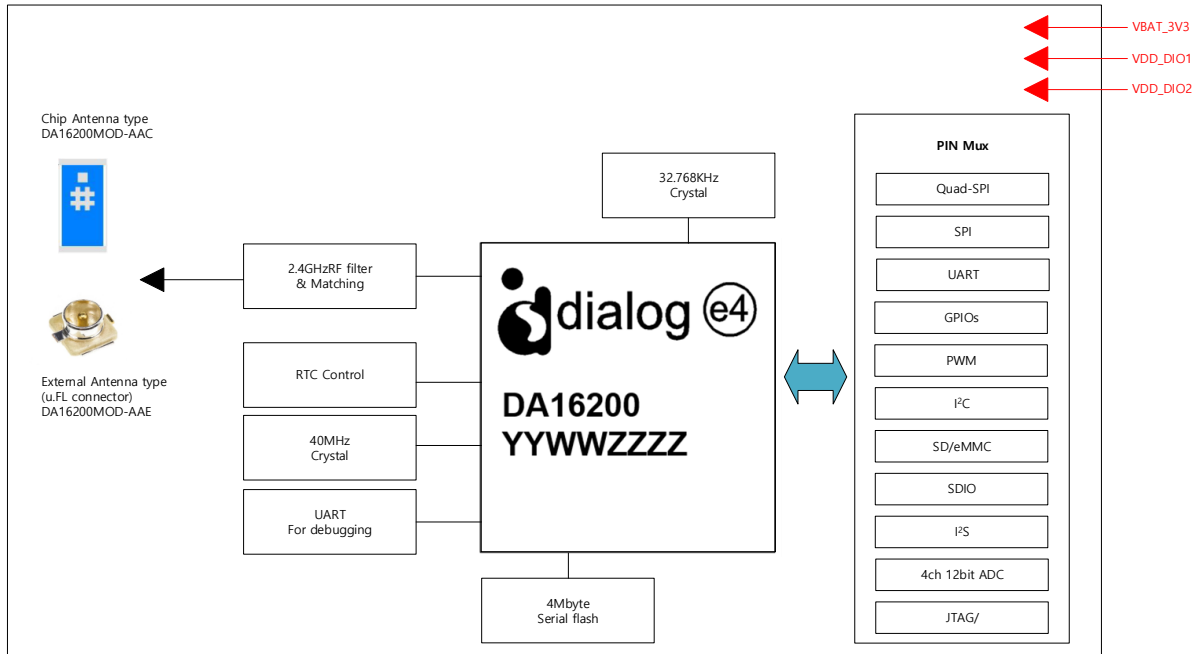 VBAT_3V3
VDD_DIO1
VDD_DIO2
Chip Antenna type
DA16200MOD-AAC
External Antenna type
(u.FL connector)
DA16200MOD-AAE
2.4GHzRF filter
& Matching
RTC Control
40MHz
Crystal
UART
For debugging
32.768KHz
Crystal
dialog e4
DA16200
YYWWZZZZ
4Mbyte
Serial flash
PIN Mux
Quad-SPI
SPI
UART
GPIOs
PWM
I²C
SD/eMMC
SDIO
I²S
4ch 12bit ADC
JTAG/